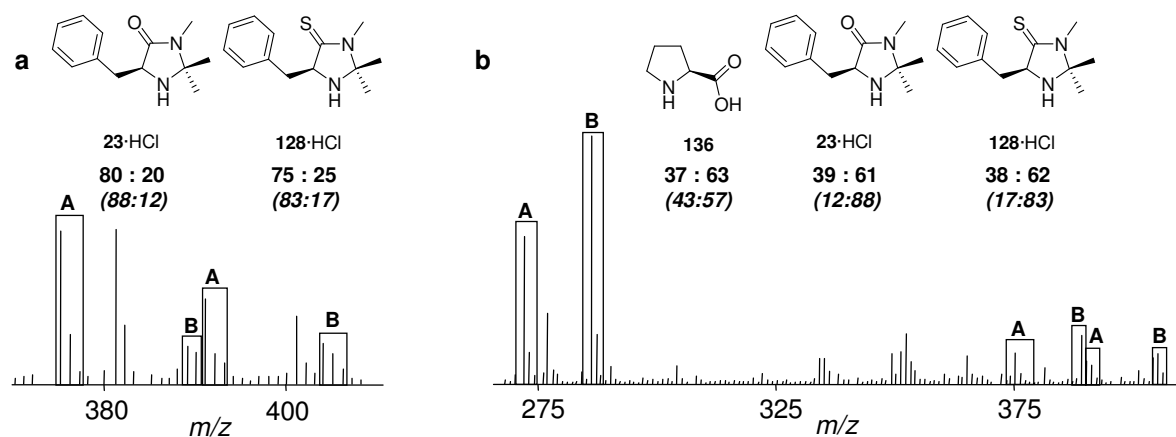 a
O
N
N
H
S
N
N
H
23·HCl
128·HCl
80 : 20
75 : 25
(88:12)
(83:17)
A
B
A
B
380
400
m/z
b
N
H
O
OH
O
N
N
H
S
N
N
H
136
23·HCl
128·HCl
37 : 63
39 : 61
38 : 62
(43:57)
(12:88)
(17:83)
A
B
A
B
A
B
275
325
375
m/z